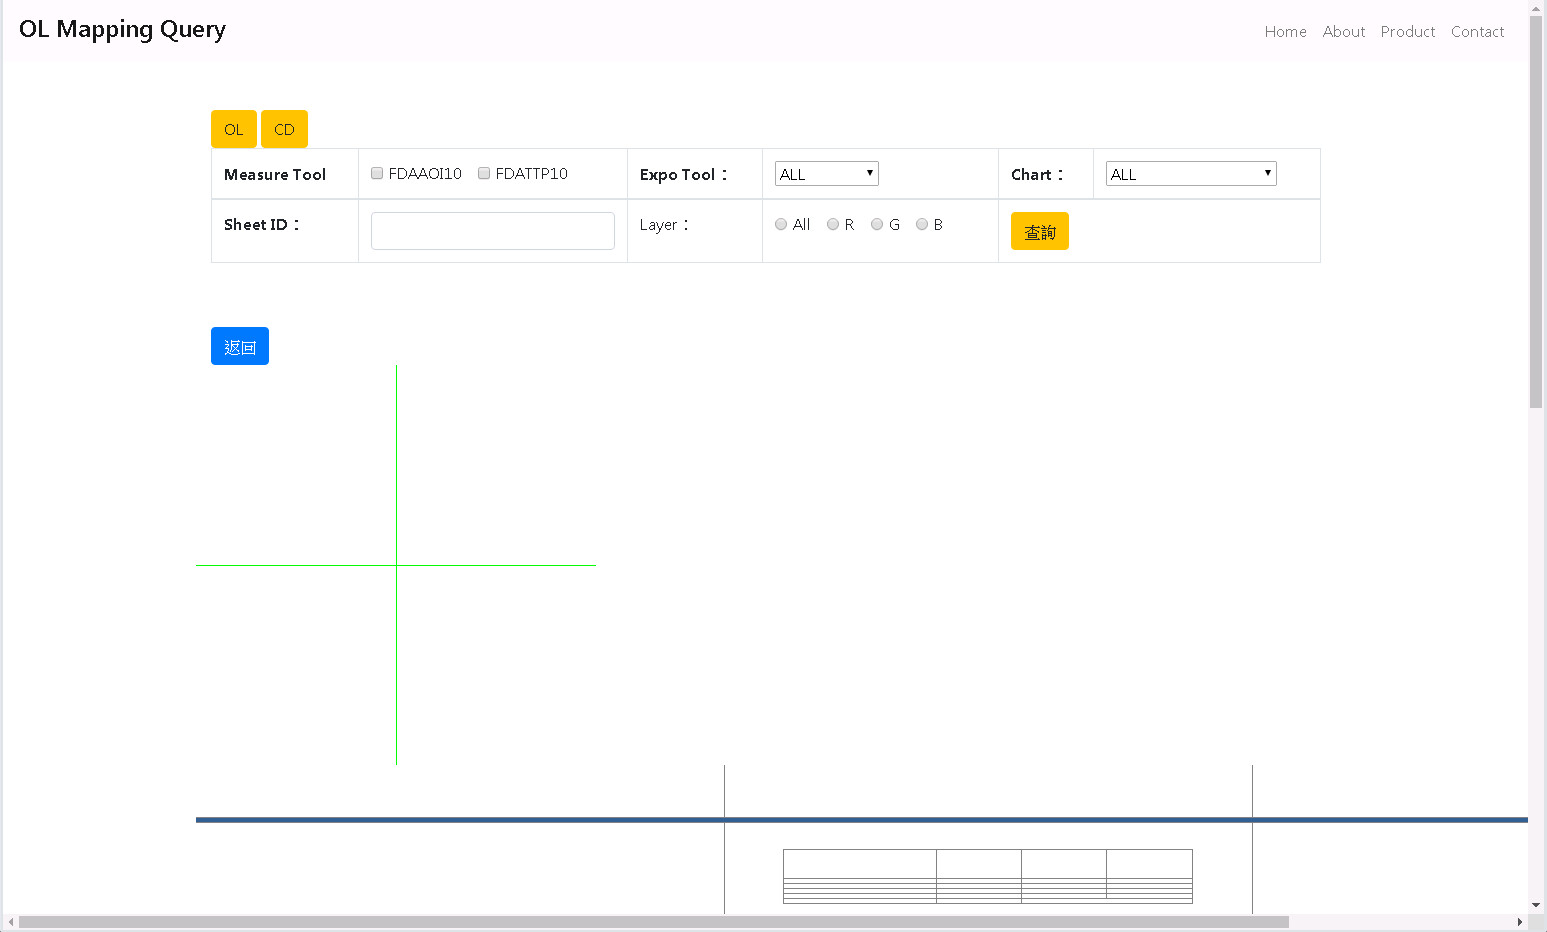 OL Mapping Query
Home About Product Contact
OL CD
Measure Tool FDAAOI10 FDATTP10 Expo Tool： ALL Chart： ALL
Sheet ID： Layer： All R G B 查詢
返回